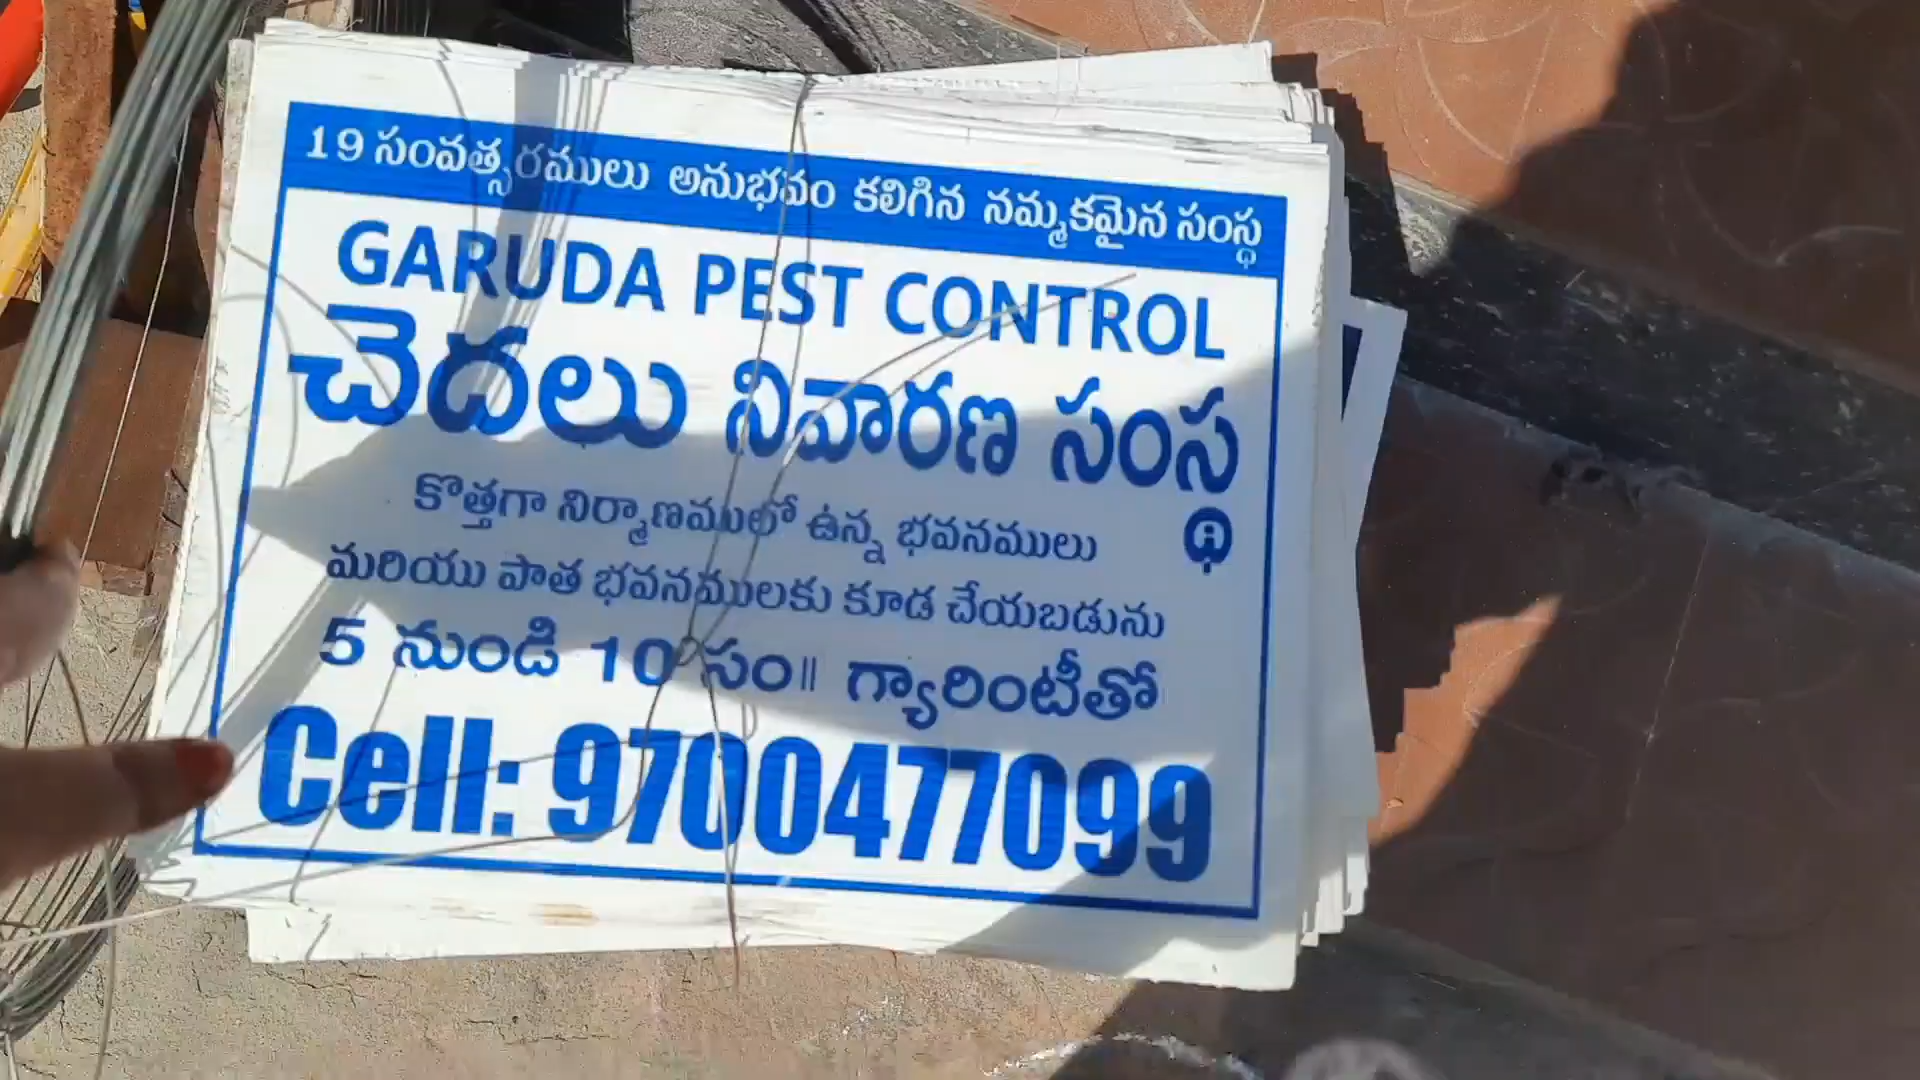 19 సంవత్సరములు అనుభవం కలిగిన నమ్మకమైన సంస్థ
GARUDA PEST CONTROL
చెదలు నివారణ సంస్థ
కొత్తగా నిర్మాణములో ఉన్న భవనములు
మరియు పాత భవనములకు కూడ చేయబడును
5 నుండి 10 సం॥ గ్యారింటీతో
Cell: 9700477099